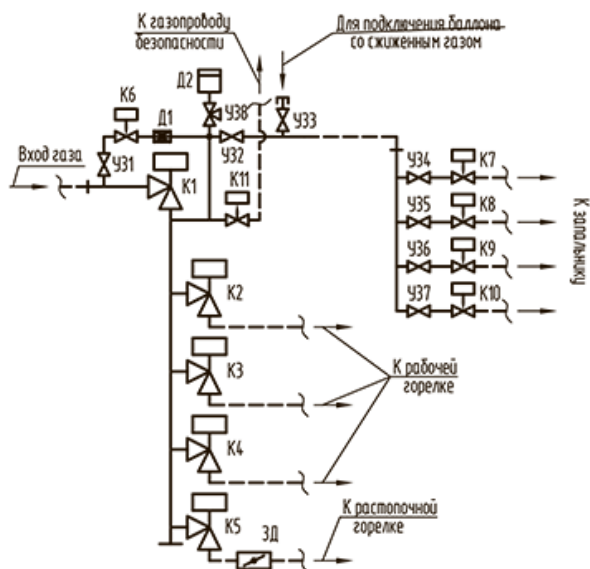 К газопроводу
безопасности
Для подключения баллона
со сжиженным газом
Д2
К6
Д1
У38
У33
У31
У32
Вход газа
К1
К11
У34
К7
У35
К8
У36
К9
У37
К10
К запальнику
К2
К3
К рабочей
горелке
К4
К растопочной
горелке
К5
ЗД